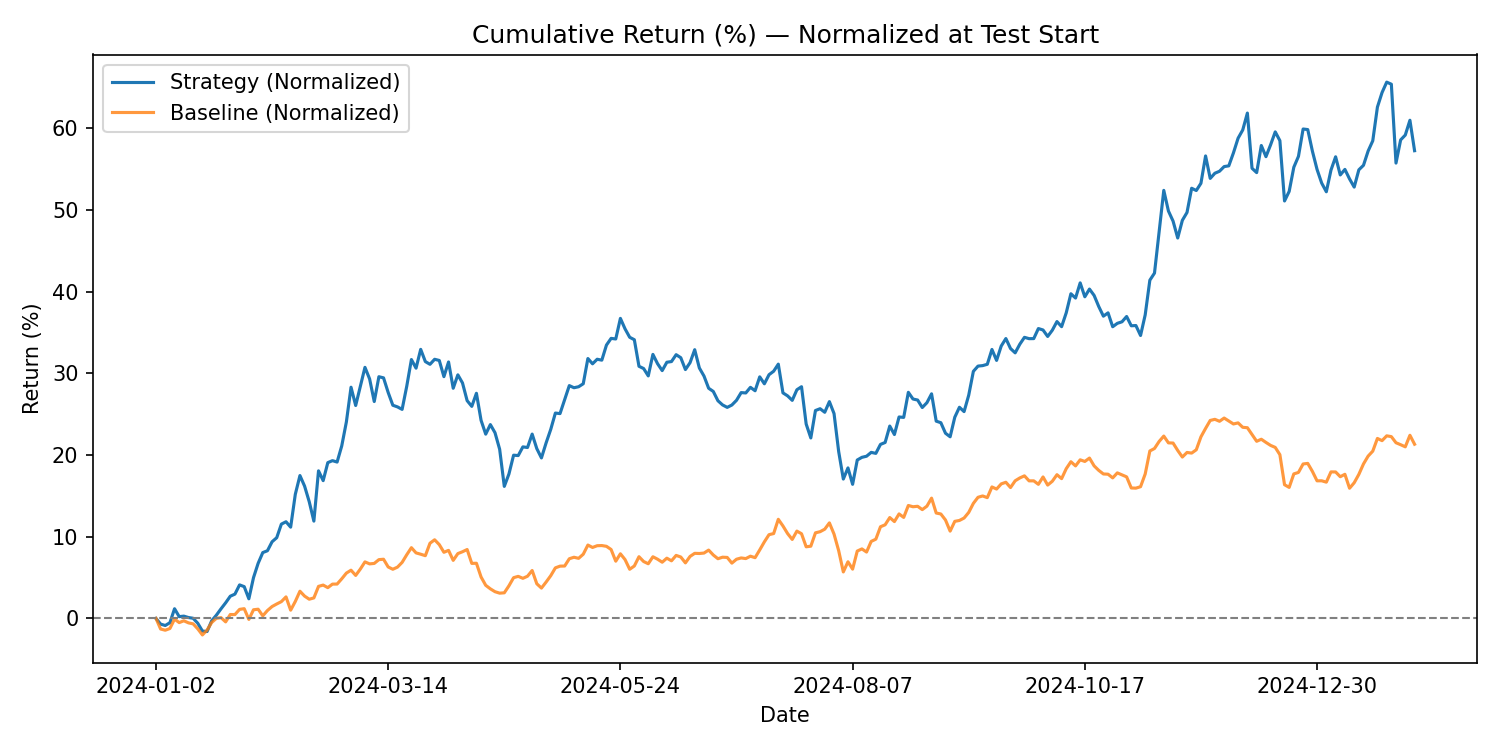 Cumulative Return (%) — Normalized at Test Start
Strategy (Normalized)
Baseline (Normalized)
Return (%)
60
50
40
30
20
10
0
2024-01-02
2024-03-14
2024-05-24
2024-08-07
2024-10-17
2024-12-30
Date